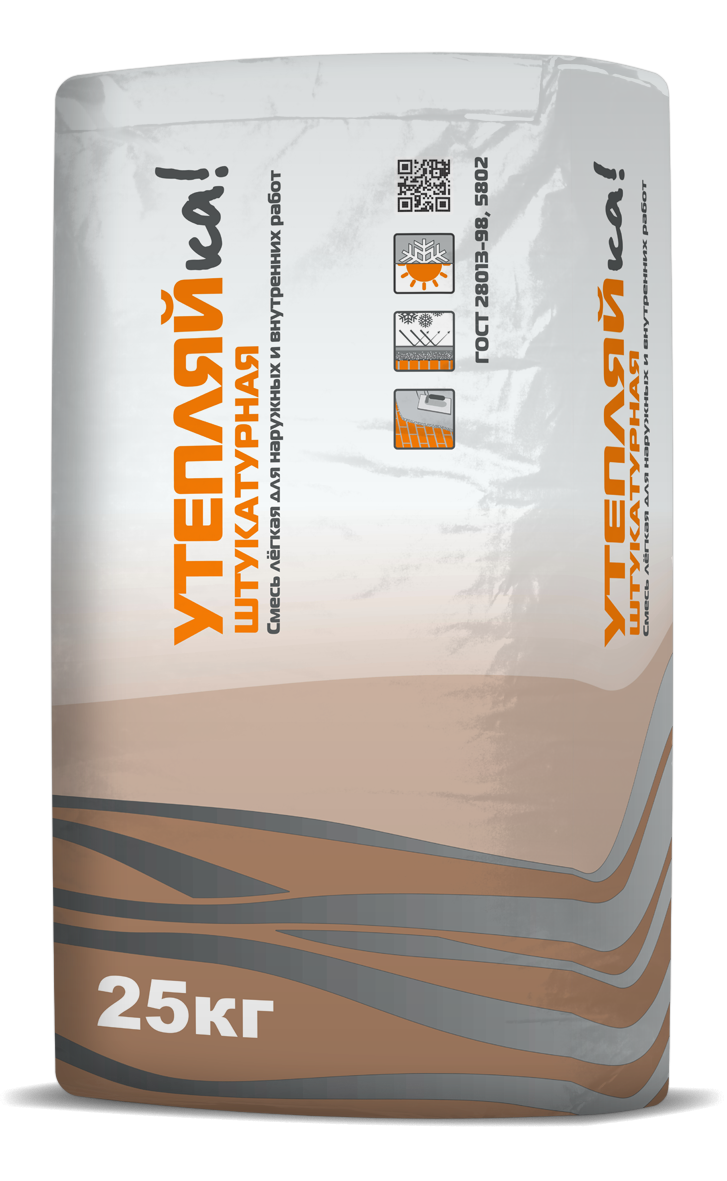 УТЕПЛЯЙка!
ШТУКАТУРНАЯ
Смесь лёгкая для наружных и внутренних работ
ГОСТ 28013-98, 5802
25кг
УТЕПЛЯЙка!
ШТУКАТУРНАЯ
Смесь лёгкая для наружных и внутренних работ